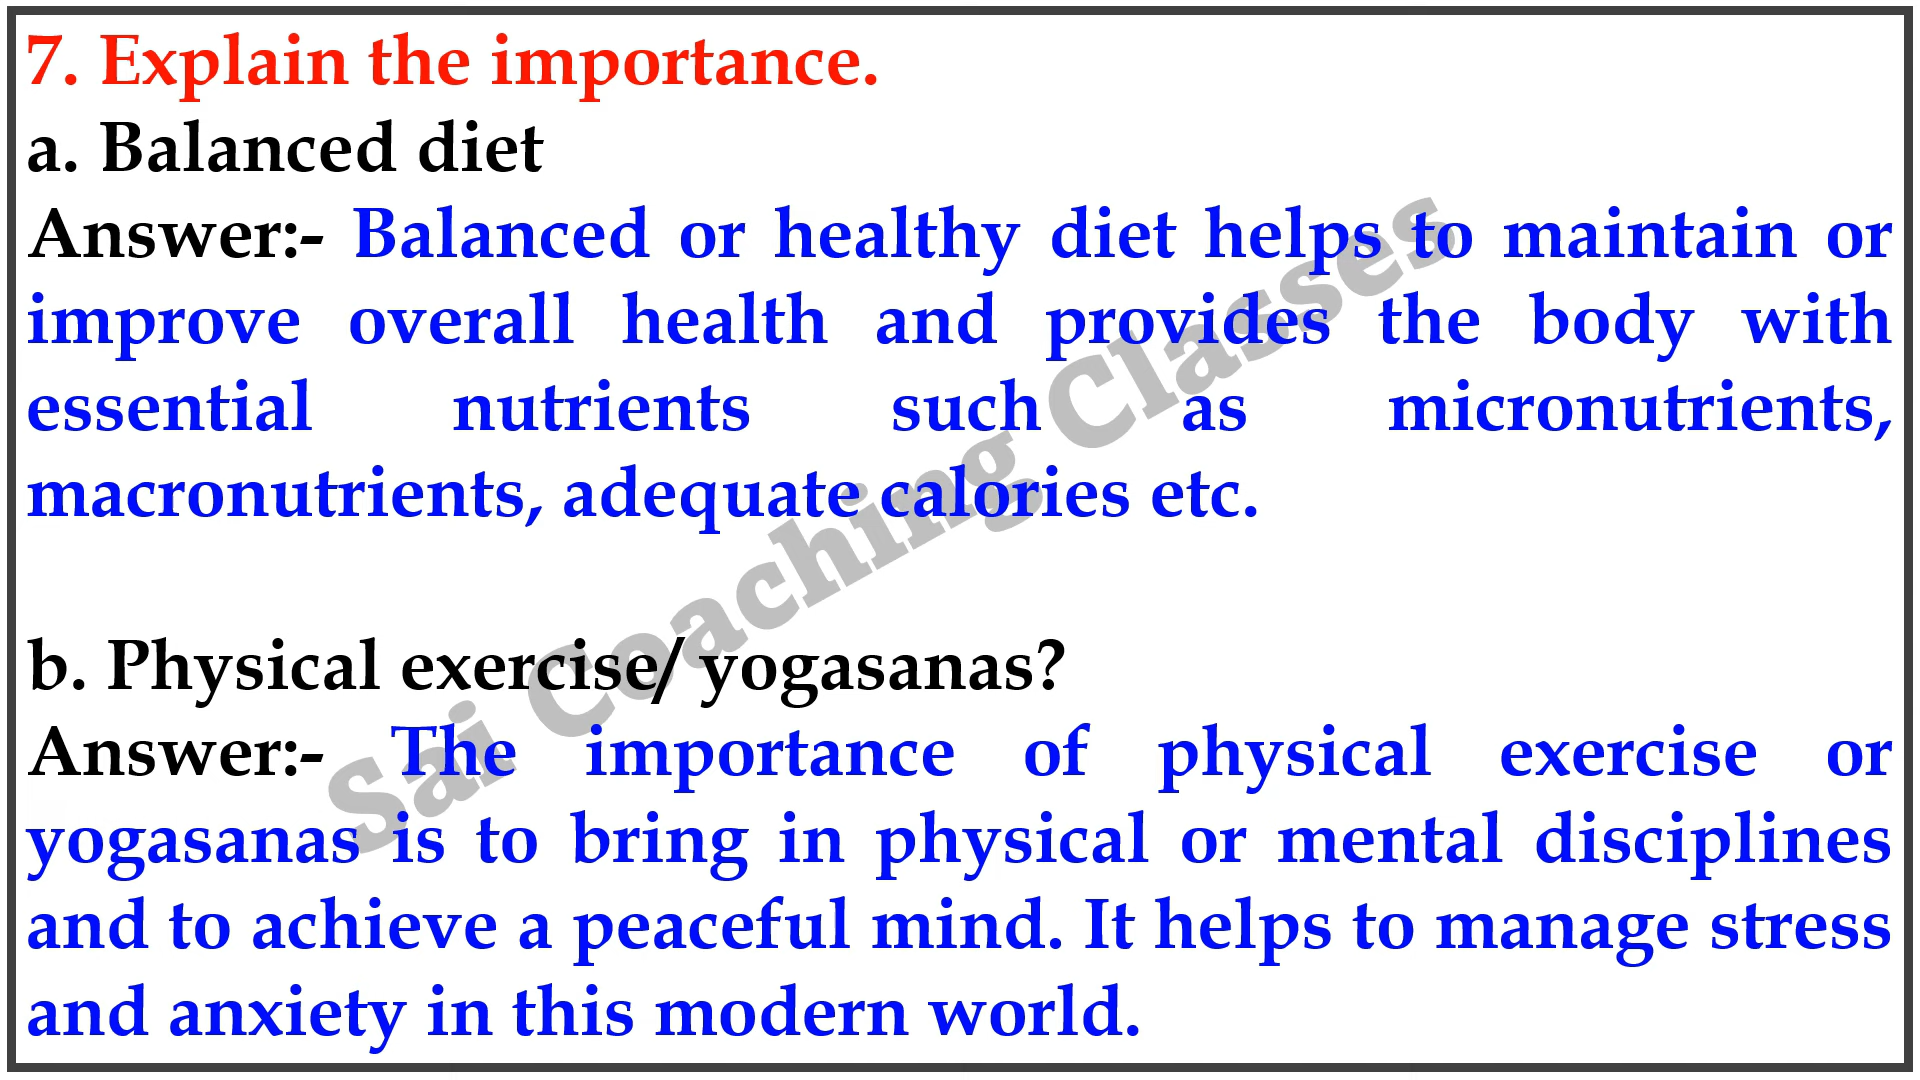 7. Explain the importance.
a. Balanced diet
Answer:- Balanced or healthy diet helps to maintain or
improve overall health and provides the body with
essential nutrients such as micronutrients,
macronutrients, adequate calories etc.
b. Physical exercise/ yogasanas?
Answer:- The importance of physical exercise or
yogasanas is to bring in physical or mental disciplines
and to achieve a peaceful mind. It helps to manage stress
and anxiety in this modern world.
Sai Coaching Classes